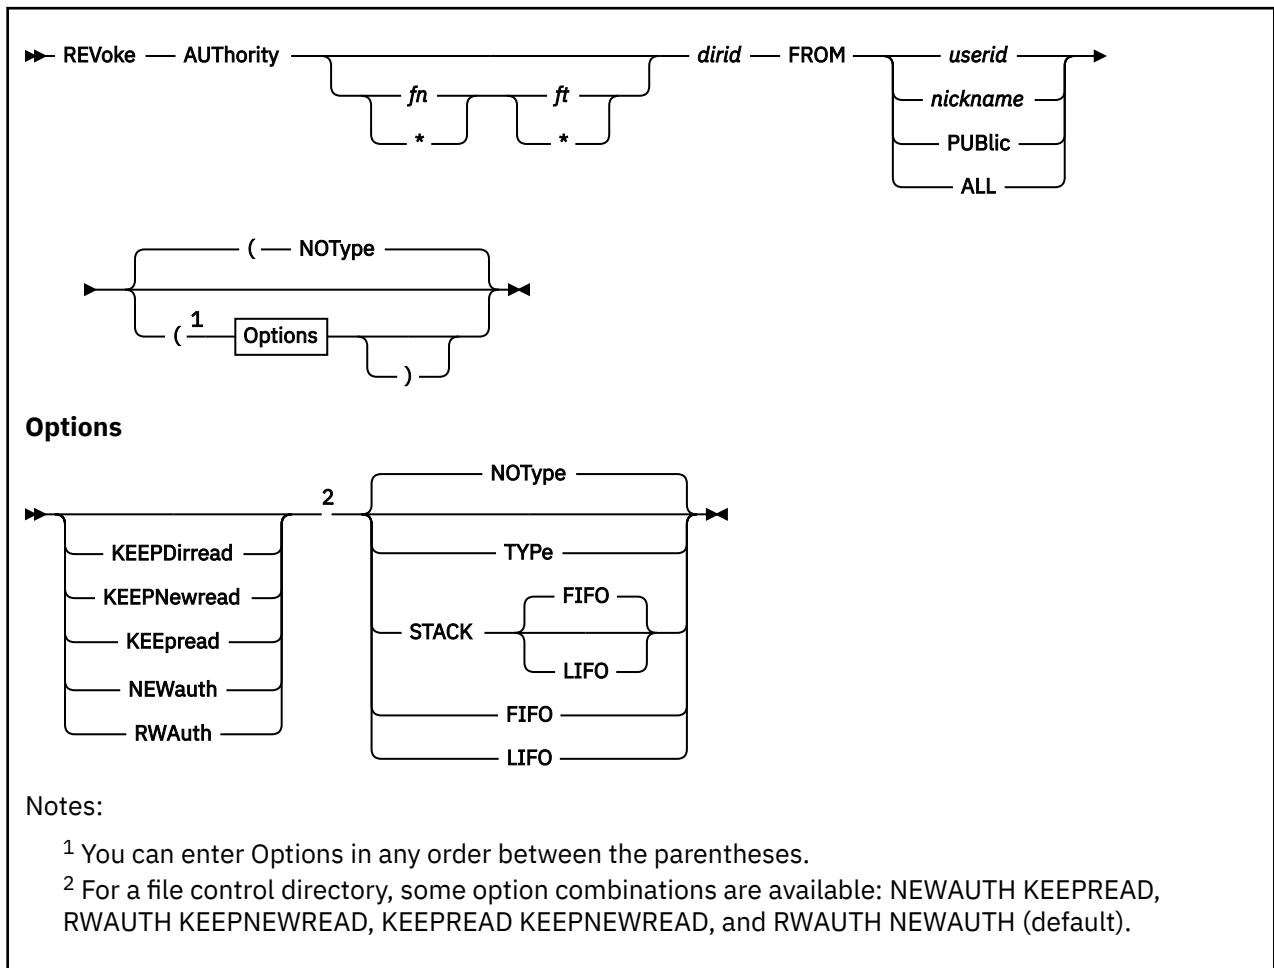 REVoke AUThority dirid FROM userid
fn ft nickname
* * PUBlic
ALL
( NOType
( 1 Options
)
Options
NOType
2
KEEPDirread TYPe
KEEPNewread FIFO
KEEpread STACK
LIFO
NEWauth
RWAuth FIFO
LIFO
Notes:
1 You can enter Options in any order between the parentheses.
2 For a file control directory, some option combinations are available: NEWAUTH KEEPREAD,
RWAUTH KEEPNEWREAD, KEEPREAD KEEPNEWREAD, and RWAUTH NEWAUTH (default).